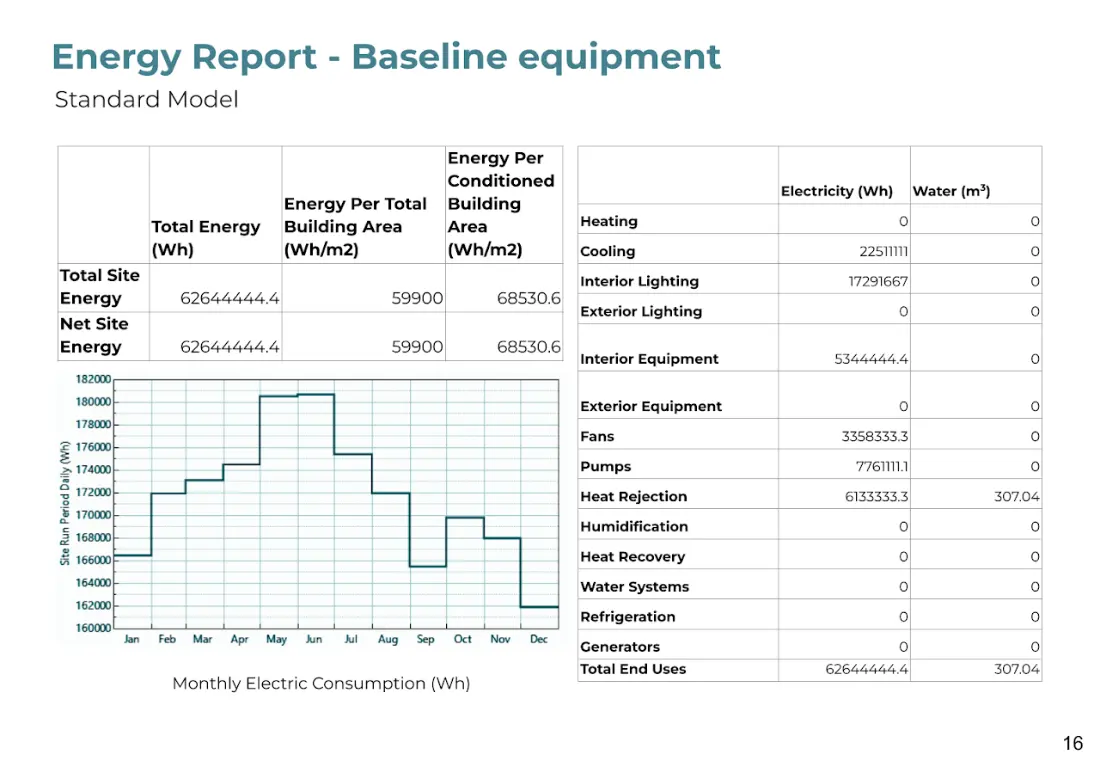 Energy Report - Baseline equipment
Standard Model
Total Energy (Wh) Energy Per Total Building Area (Wh/m2) Energy Per Conditioned Building Area (Wh/m2)
Total Site Energy 62644444.4 59900 68530.6
Net Site Energy 62644444.4 59900 68530.6
Site Run Period Daily (Wh)
182000
180000
178000
176000
174000
172000
170000
168000
166000
164000
162000
160000
Jan Feb Mar Apr May Jun Jul Aug Sep Oct Nov Dec
Monthly Electric Consumption (Wh)
Electricity (Wh) Water (m³)
Heating 0 0
Cooling 22511111 0
Interior Lighting 17291667 0
Exterior Lighting 0 0
Interior Equipment 5344444.4 0
Exterior Equipment 0 0
Fans 3358333.3 0
Pumps 7761111.1 0
Heat Rejection 6133333.3 307.04
Humidification 0 0
Heat Recovery 0 0
Water Systems 0 0
Refrigeration 0 0
Generators 0 0
Total End Uses 62644444.4 307.04
16